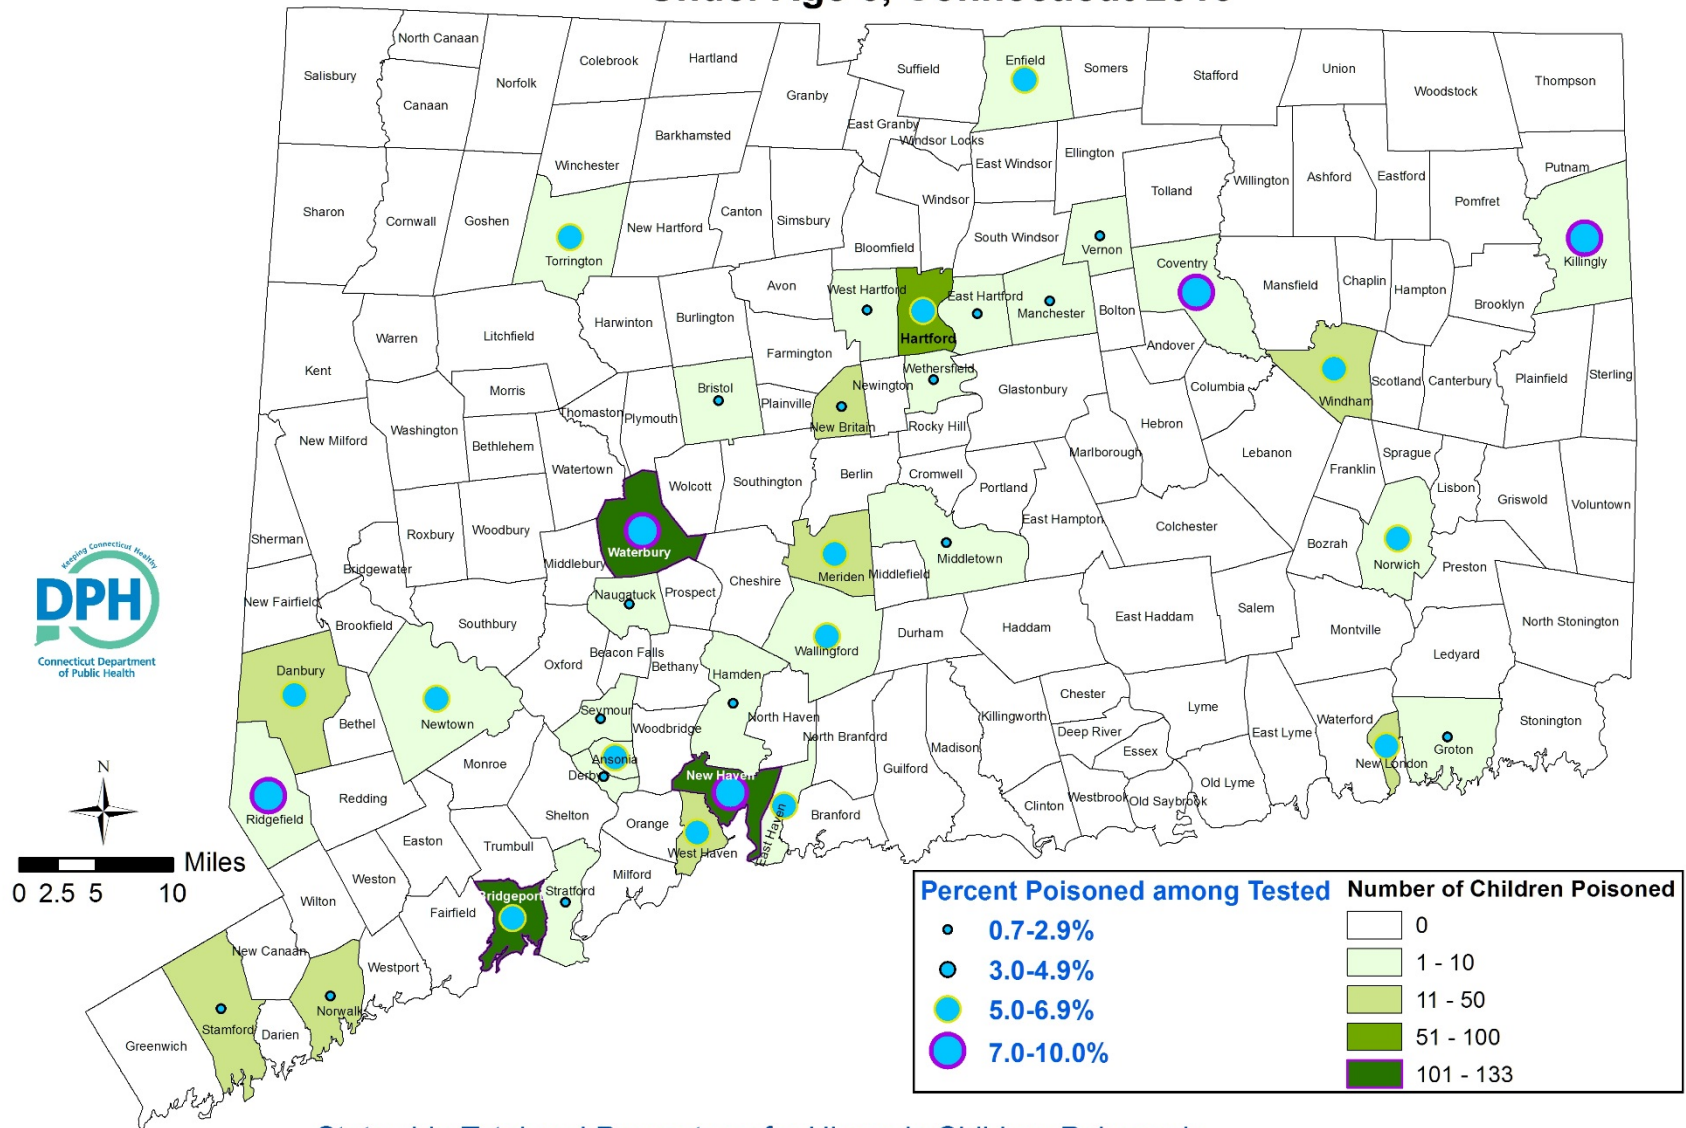 North Canaan
Colebrook
Hartland
Salisbury
Norfolk
Canaan
Granby
Suffield
Enfield
Somers
Stafford
Union
Woodstock
Thompson
East Granby
Windsor Locks
Barkhamsted
Winchester
East Windsor
Ellington
Tolland
Willington
Ashford
Eastford
Pomfret
Putnam
Sharon
Cornwall
Goshen
Torrington
New Hartford
Canton
Simsbury
Bloomfield
Windsor
South Windsor
Vernon
Coventry
Mansfield
Chaplin
Hampton
Brooklyn
Killingly
Kent
Warren
Litchfield
Harwinton
Burlington
Avon
Farmington
West Hartford
Hartford
East Hartford
Manchester
Bolton
Andover
Columbia
Windham
Scotland
Canterbury
Plainfield
Sterling
Morris
Thomaston
Plymouth
Bristol
Plainville
New Britain
Newington
Wethersfield
Rocky Hill
Glastonbury
Hebron
Marlborough
Lebanon
Franklin
Sprague
Lisbon
Griswold
Voluntown
New Milford
Washington
Bethlehem
Watertown
Wolcott
Southington
Berlin
Cromwell
Portland
East Hampton
Colchester
Bozrah
Norwich
Preston
Sherman
Bridgewater
Roxbury
Woodbury
Middlebury
Waterbury
Naugatuck
Prospect
Cheshire
Meriden
Middlefield
Middletown
Wallingford
Durham
Haddam
East Haddam
Salem
Montville
Ledyard
North Stonington
Keeping Connecticut Healthy
DPH
Connecticut Department
of Public Health
New Fairfield
Brookfield
Southbury
Oxford
Beacon Falls
Bethany
Hamden
Danbury
Bethel
Newtown
Seymour
Woodbridge
North Haven
North Branford
Guilford
Madison
Killingworth
Chester
Deep River
Essex
Lyme
East Lyme
Waterford
New London
Groton
Stonington
Ridgefield
Redding
Monroe
Ansonia
Derby
Shelton
Orange
New Haven
West Haven
East Haven
Branford
Clinton
Westbrook
Old Saybrook
Old Lyme
Easton
Trumbull
Weston
Wilton
Fairfield
Bridgeport
Stratford
Milford
New Canaan
Westport
Norwalk
Stamford
Darien
Greenwich
N
Miles
0 2.5 5 10
Percent Poisoned among Tested
0.7-2.9%
3.0-4.9%
5.0-6.9%
7.0-10.0%
Number of Children Poisoned
0
1 - 10
11 - 50
51 - 100
101 - 133